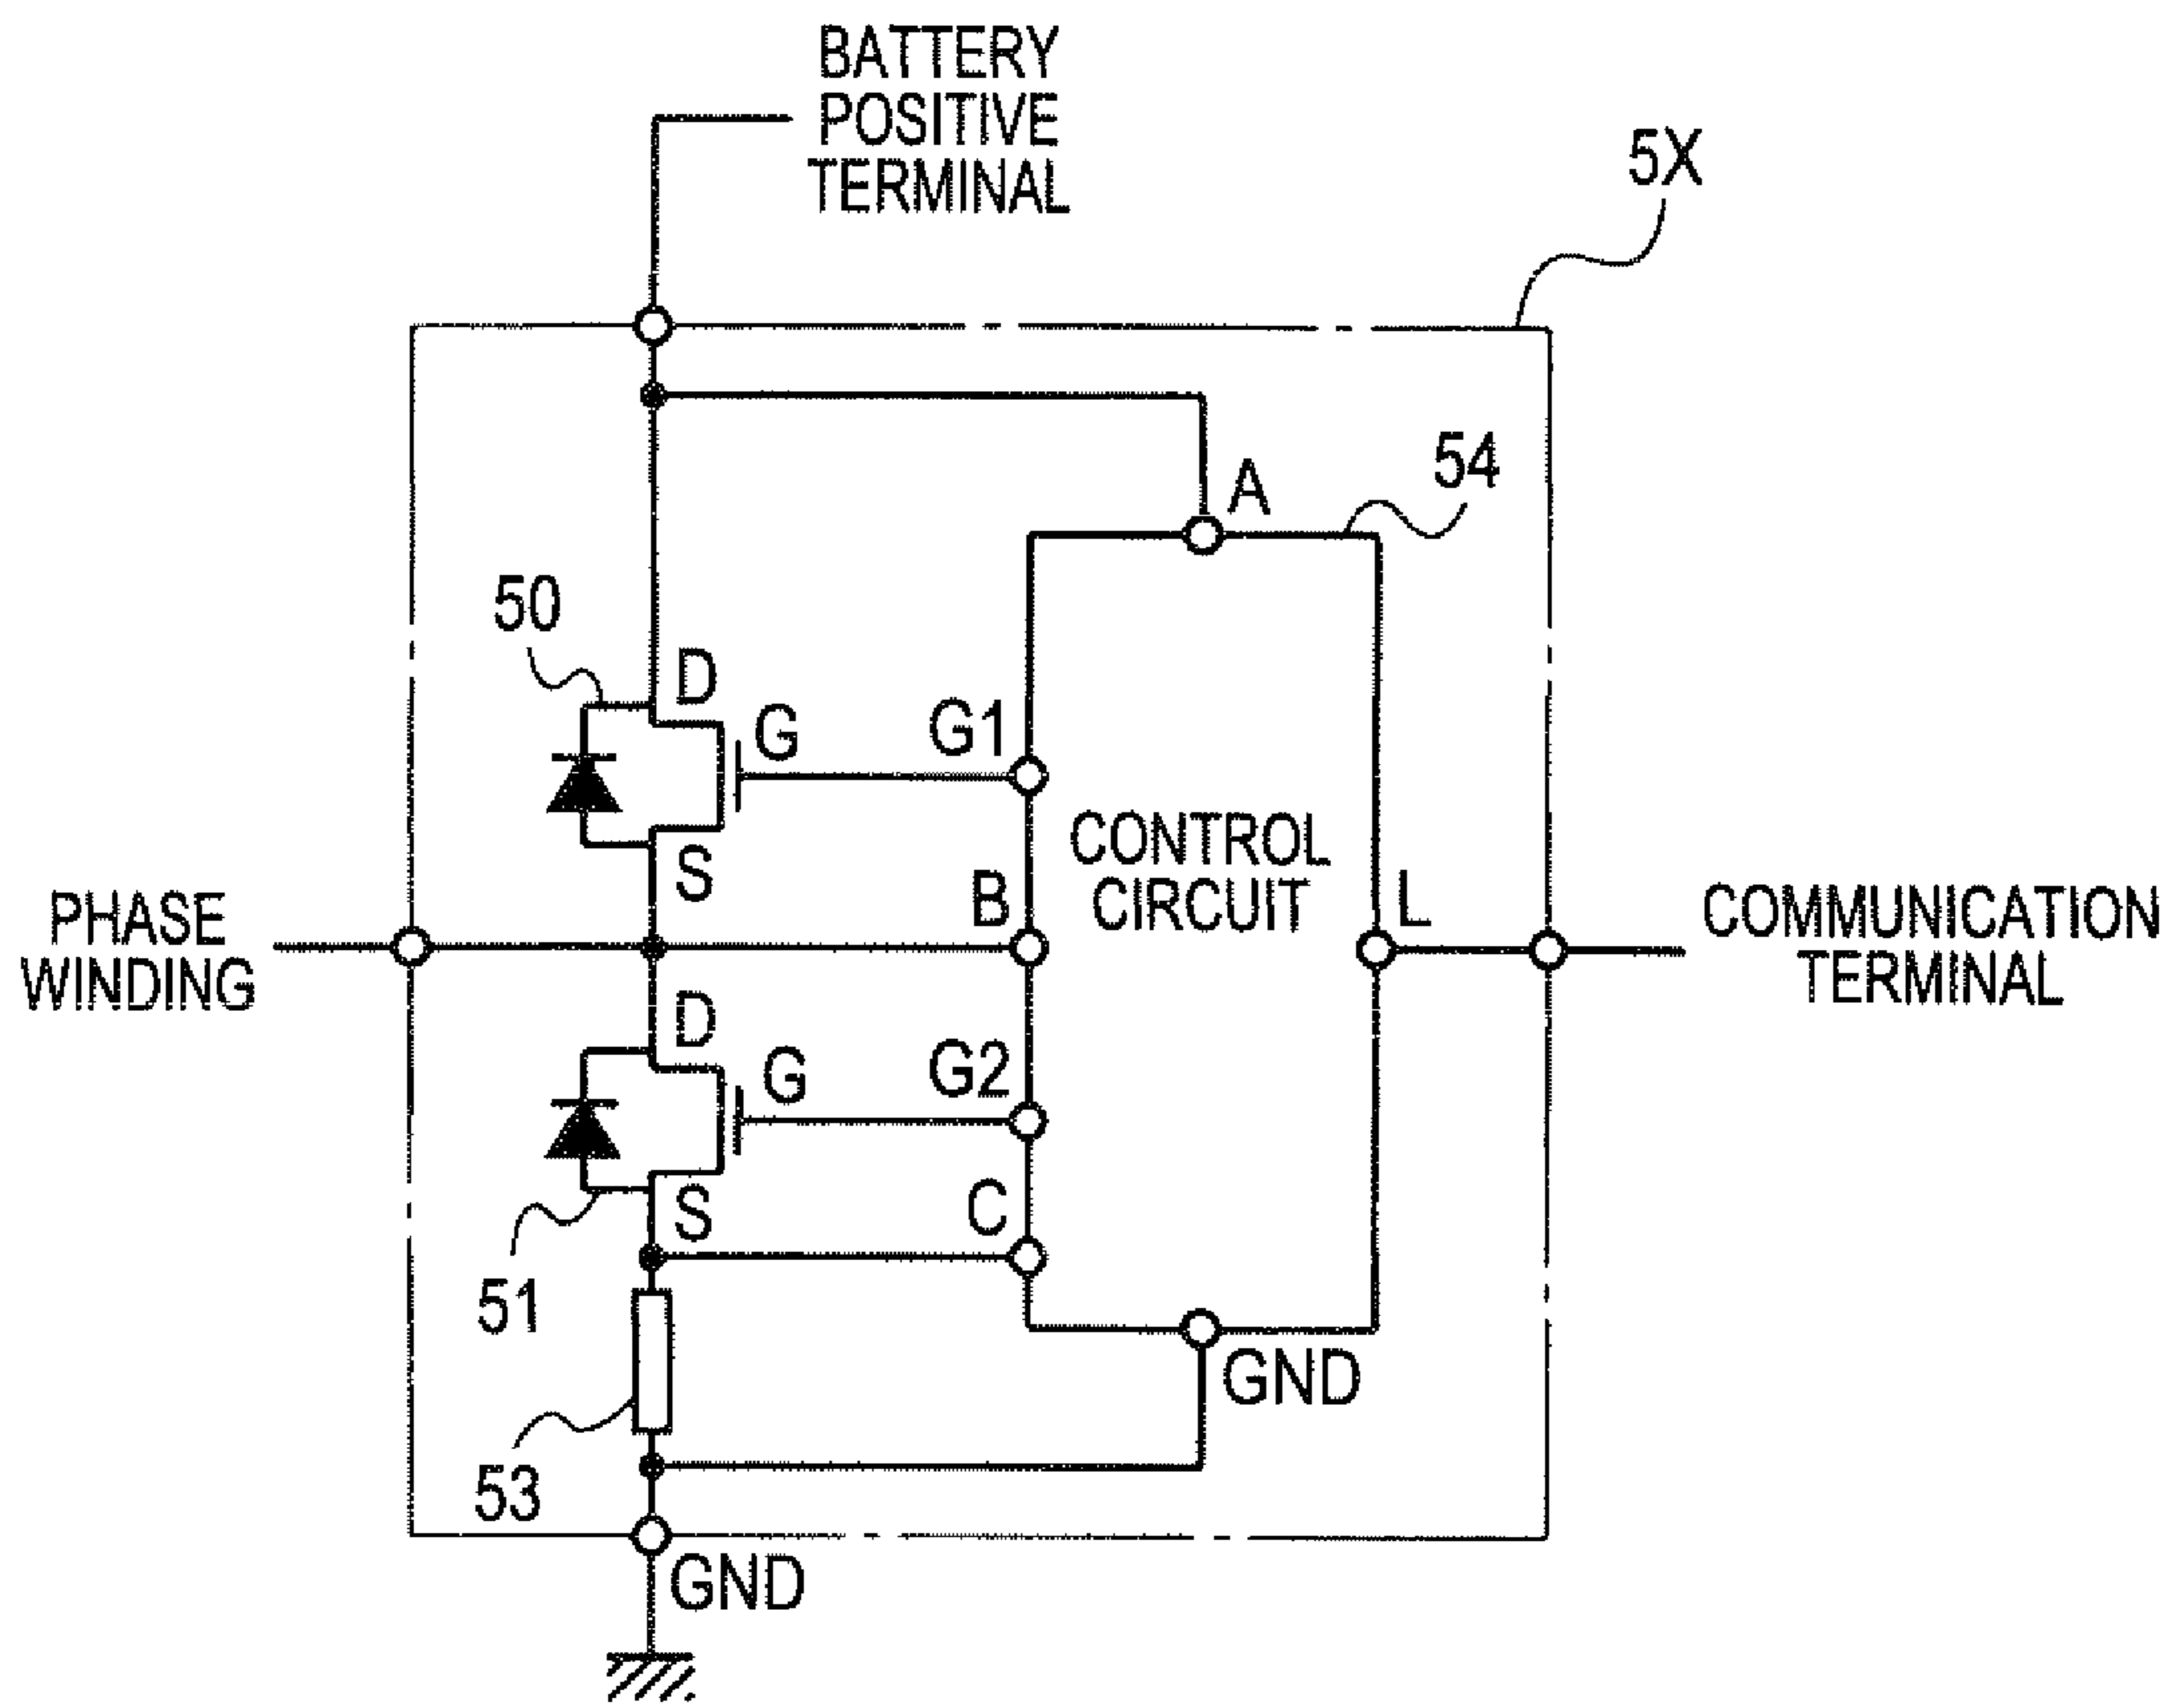 BATTERY
POSITIVE
TERMINAL
5X
54
A
50
D
G
G1
S
B
CONTROL
CIRCUIT
L
PHASE
WINDING
COMMUNICATION
TERMINAL
D
G
G2
S
C
51
GND
53
GND